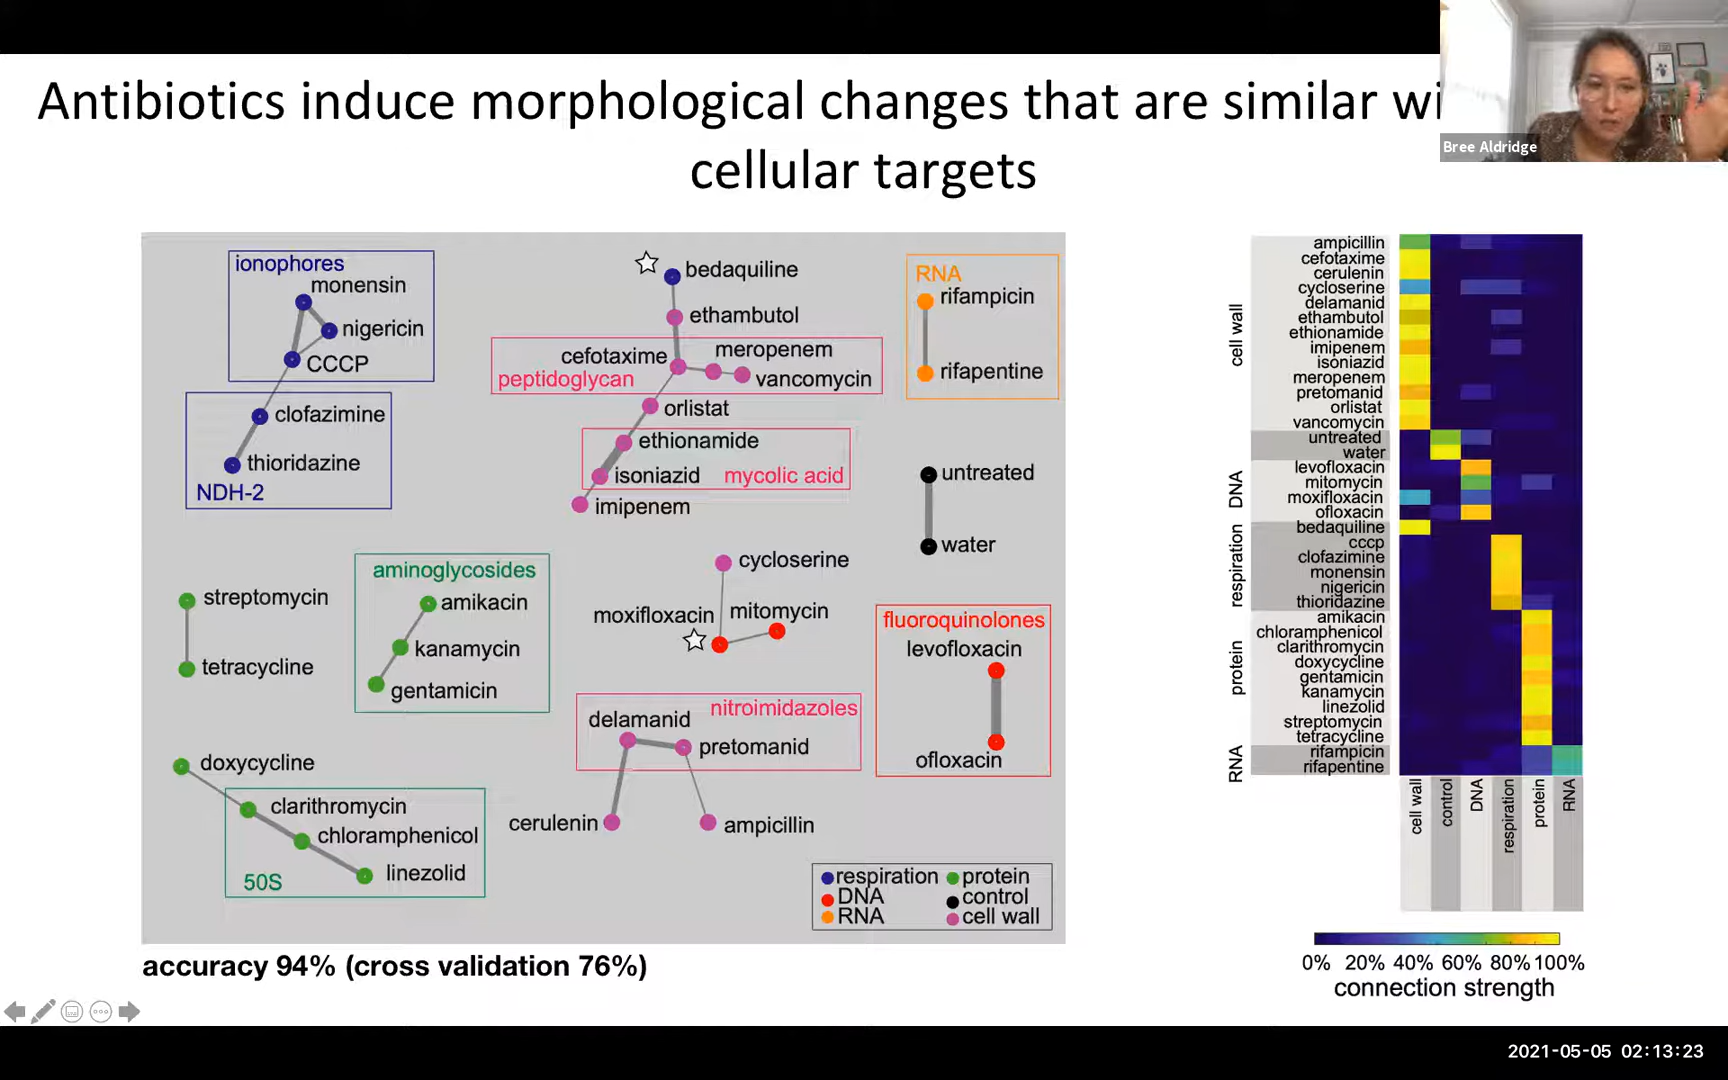 Antibiotics induce morphological changes that are similar wi
cellular targets
Bree Aldridge
ionophores
monensin
nigericin
CCCP
clofazimine
thioridazine
NDH-2
bedaquiline
ethambutol
cefotaxime
meropenem
peptidoglycan
vancomycin
orlistat
ethionamide
isoniazid
mycolic acid
imipenem
RNA
rifampicin
rifapentine
untreated
water
streptomycin
tetracycline
aminoglycosides
amikacin
kanamycin
gentamicin
cycloserine
moxifloxacin
mitomycin
fluoroquinolones
levofloxacin
ofloxacin
nitroimidazoles
delamanid
pretomanid
cerulenin
ampicillin
doxycycline
clarithromycin
chloramphenicol
linezolid
50S
respiration
protein
DNA
control
RNA
cell wall
accuracy 94% (cross validation 76%)
cell wall
ampicillin
cefotaxime
cerulenin
cycloserine
delamanid
ethambutol
ethionamide
imipenem
isoniazid
meropenem
pretomanid
orlistat
vancomycin
untreated
water
DNA
levofloxacin
mitomycin
moxifloxacin
ofloxacin
respiration
bedaquiline
cccp
clofazimine
monensin
nigericin
thioridazine
protein
amikacin
chloramphenicol
clarithromycin
doxycycline
gentamicin
kanamycin
linezolid
streptomycin
tetracycline
RNA
rifampicin
rifapentine
cell wall
control
DNA
respiration
protein
RNA
0% 20% 40% 60% 80% 100%
connection strength
2021-05-05 02:13:23